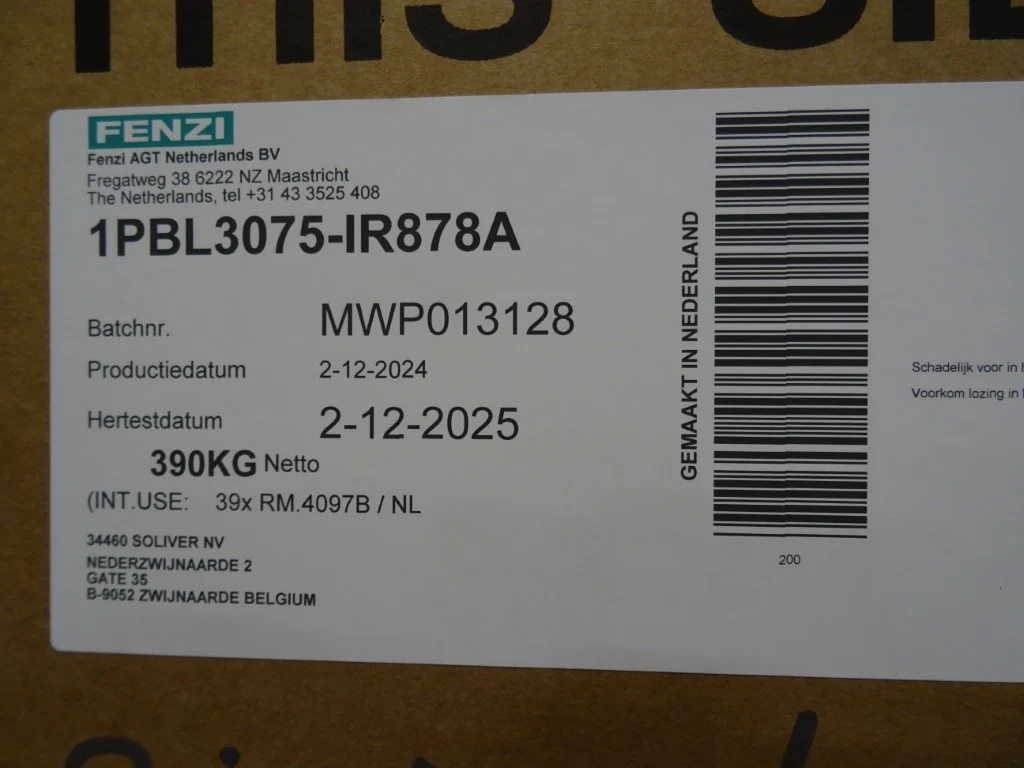 THIS
FENZI
Fenzi AGT Netherlands BV
Fregatweg 38 6222 NZ Maastricht
The Netherlands, tel +31 43 3525 408
1PBL3075-IR878A
Batchnr. MWP013128
Productiedatum 2-12-2024
Hertestdatum 2-12-2025
390KG Netto
(INT.USE: 39x RM.4097B / NL
34460 SOLIVER NV
NEDERZWIJNAARDE 2
GATE 35
B-9052 ZWIJNAARDE BELGIUM
GEMAAKT IN NEDERLAND
200
Schadelijk voor in
Voorkom lozing in